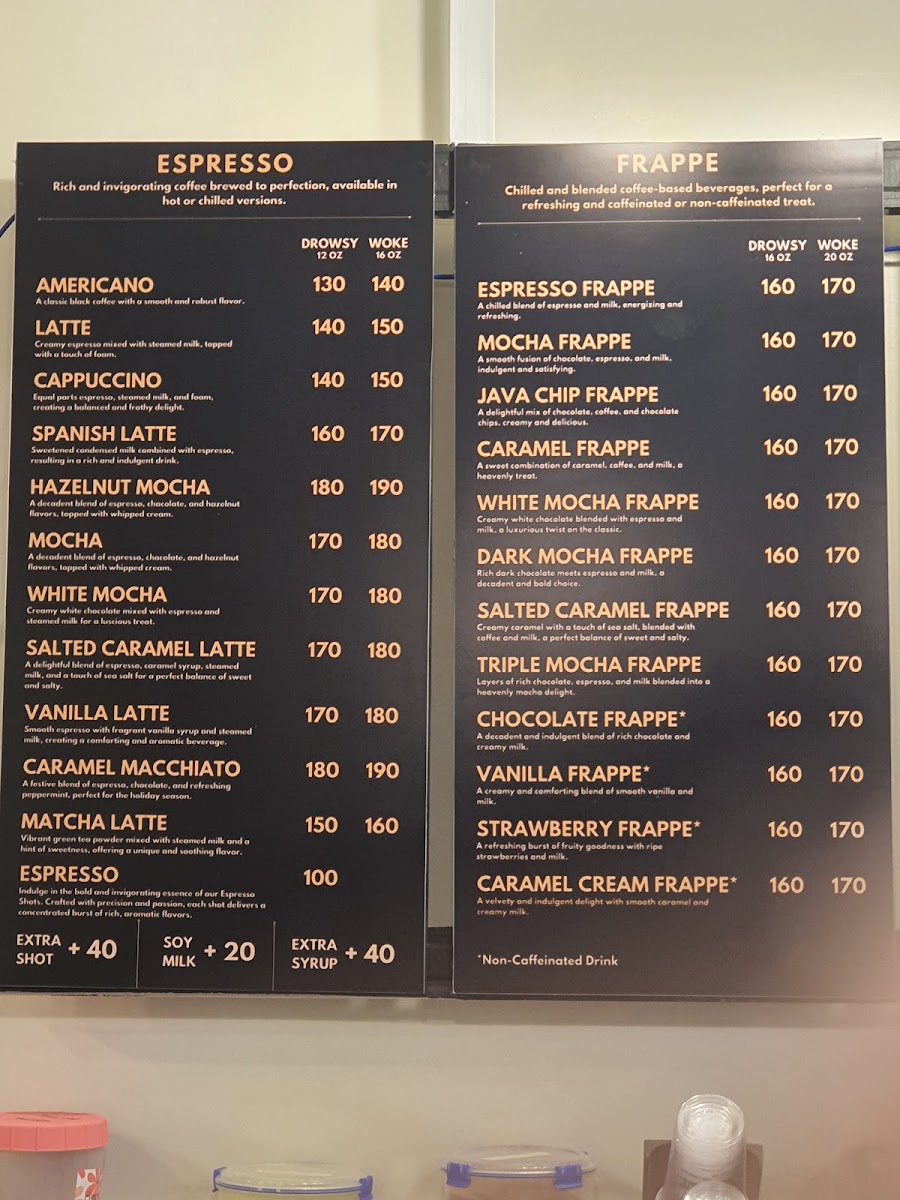 ESPRESSO
Rich and invigorating coffee brewed to perfection, available in
hot or chilled versions.
DROWSY WOKE
12 OZ 16 OZ
AMERICANO 130 140
A classic black coffee with a smooth and robust flavor.
LATTE 140 150
Creamy espresso mixed with steamed milk, topped
with a touch of foam.
CAPPUCCINO 140 150
Equal parts espresso, steamed milk, and foam,
creating a balanced and frothy delight.
SPANISH LATTE 160 170
Sweetened condensed milk combined with espresso,
resulting in a rich and indulgent drink.
HAZELNUT MOCHA 180 190
A decadent blend of espresso, chocolate, and hazelnut
flavors, topped with whipped cream.
MOCHA 170 180
A decadent blend of espresso, chocolate, and hazelnut
flavors, topped with whipped cream.
WHITE MOCHA 170 180
Creamy white chocolate mixed with espresso and
steamed milk for a luscious treat.
SALTED CARAMEL LATTE 170 180
A delightful blend of espresso, caramel syrup, steamed
milk, and a touch of sea salt for a perfect balance of sweet
and salty.
VANILLA LATTE 170 180
Smooth espresso with fragrant vanilla syrup and steamed
milk, creating a comforting and aromatic beverage.
CARAMEL MACCHIATO 180 190
A festive blend of espresso, chocolate, and refreshing
peppermint, perfect for the holiday season.
MATCHA LATTE 150 160
Vibrant green tea powder mixed with steamed milk and a
hint of sweetness, offering a unique and soothing flavor.
ESPRESSO 100
Indulge in the bold and invigorating essence of our Espresso
Shots. Crafted with precision and passion, each shot delivers a
concentrated burst of rich, aromatic flavors.
EXTRA SHOT + 40
SOY MILK + 20
EXTRA SYRUP + 40
FRAPPE
Chilled and blended coffee-based beverages, perfect for a
refreshing and caffeinated or non-caffeinated treat.
DROWSY WOKE
16 OZ 20 OZ
ESPRESSO FRAPPE 160 170
A chilled blend of espresso and milk, energizing and
refreshing.
MOCHA FRAPPE 160 170
A smooth fusion of chocolate, espresso, and milk,
indulgent and satisfying.
JAVA CHIP FRAPPE 160 170
A delightful mix of chocolate, coffee, and chocolate
chips, creamy and delicious.
CARAMEL FRAPPE 160 170
A sweet combination of caramel, coffee, and milk, a
heavenly treat.
WHITE MOCHA FRAPPE 160 170
Creamy white chocolate blended with espresso and
milk, a luxurious twist on the classic.
DARK MOCHA FRAPPE 160 170
Rich dark chocolate meets espresso and milk, a
decadent and bold choice.
SALTED CARAMEL FRAPPE 160 170
Creamy caramel with a touch of sea salt, blended with
coffee and milk, a perfect balance of sweet and salty.
TRIPLE MOCHA FRAPPE 160 170
Layers of rich chocolate, espresso, and milk blended into a
heavenly mocha delight.
CHOCOLATE FRAPPE* 160 170
A decadent and indulgent blend of rich chocolate and
creamy milk.
VANILLA FRAPPE* 160 170
A creamy and comforting blend of smooth vanilla and
milk.
STRAWBERRY FRAPPE* 160 170
A refreshing burst of fruity goodness with ripe
strawberries and milk.
CARAMEL CREAM FRAPPE* 160 170
A velvety and indulgent delight with smooth caramel and
creamy milk.
*Non-Caffeinated Drink